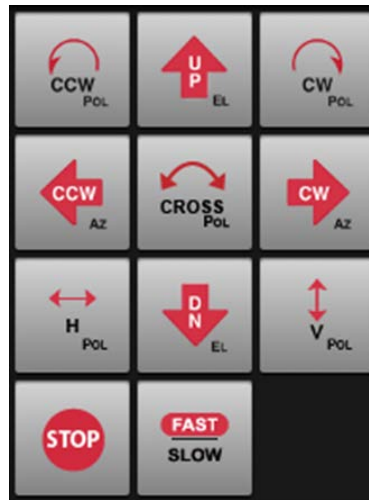 CCW
POL
UP
EL
CW
POL
CCW
AZ
CROSS
POL
CW
AZ
H
POL
DN
EL
V
POL
STOP
FAST
SLOW